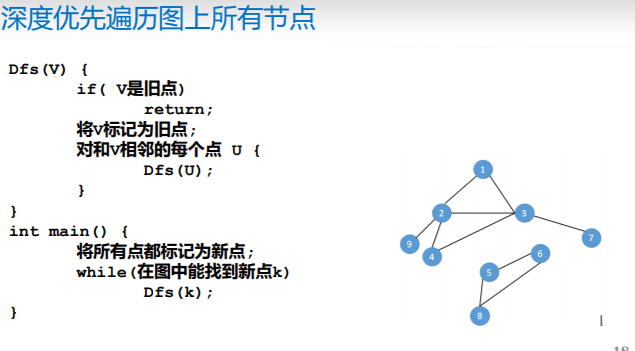 深度优先遍历图上所有节点
Dfs(V) {
if( V是旧点)
return;
将V标记为旧点;
对和V相邻的每个点 U {
Dfs(U);
}
}
int main() {
将所有点都标记为新点;
while(在图中能找到新点k)
Dfs(k);
}
1
2
3
9
4
7
6
5
8